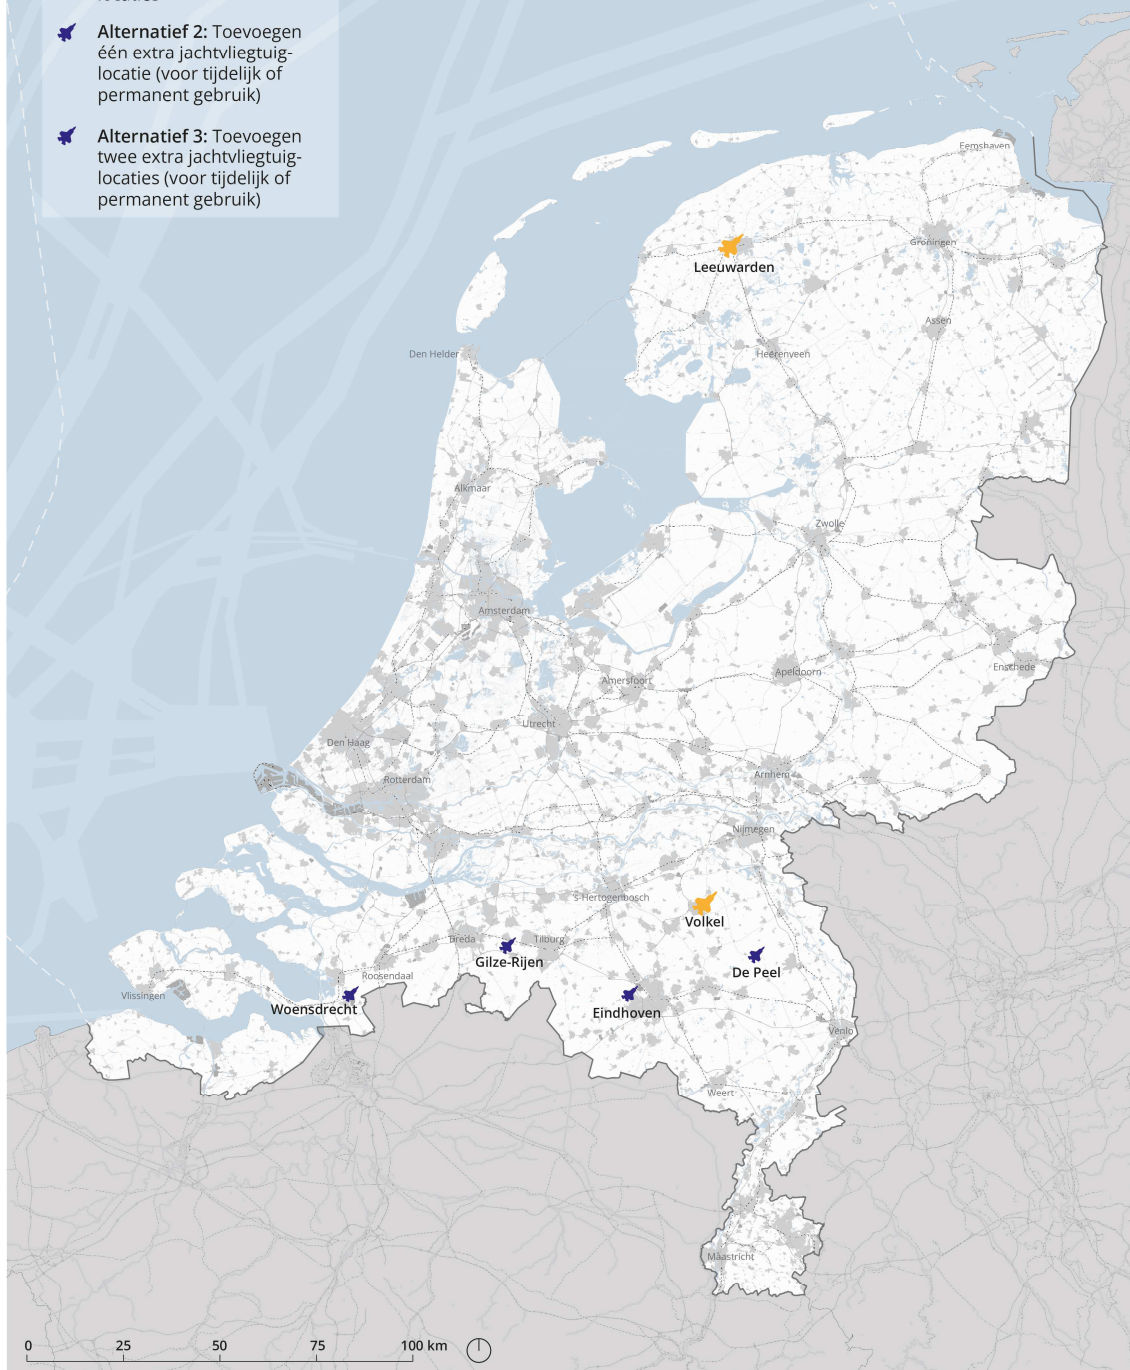 locaties
Alternatief 2: Toevoegen
één extra jachtvliegtuig-
locatie (voor tijdelijk of
permanent gebruik)
Alternatief 3: Toevoegen
twee extra jachtvliegtuig-
locaties (voor tijdelijk of
permanent gebruik)
Eemshaven
Groningen
Leeuwarden
Assen
Den Helder
Heerenveen
Alkmaar
Zwolle
Amsterdam
Enschede
Apeldoorn
Amersfoort
Utrecht
Den Haag
Arnhem
Rotterdam
Nijmegen
's-Hertogenbosch
Volkel
Breda
Tilburg
Gilze-Rijen
De Peel
Roosendaal
Vlissingen
Woensdrecht
Eindhoven
Venlo
Weert
Maastricht
0 25 50 75 100 km